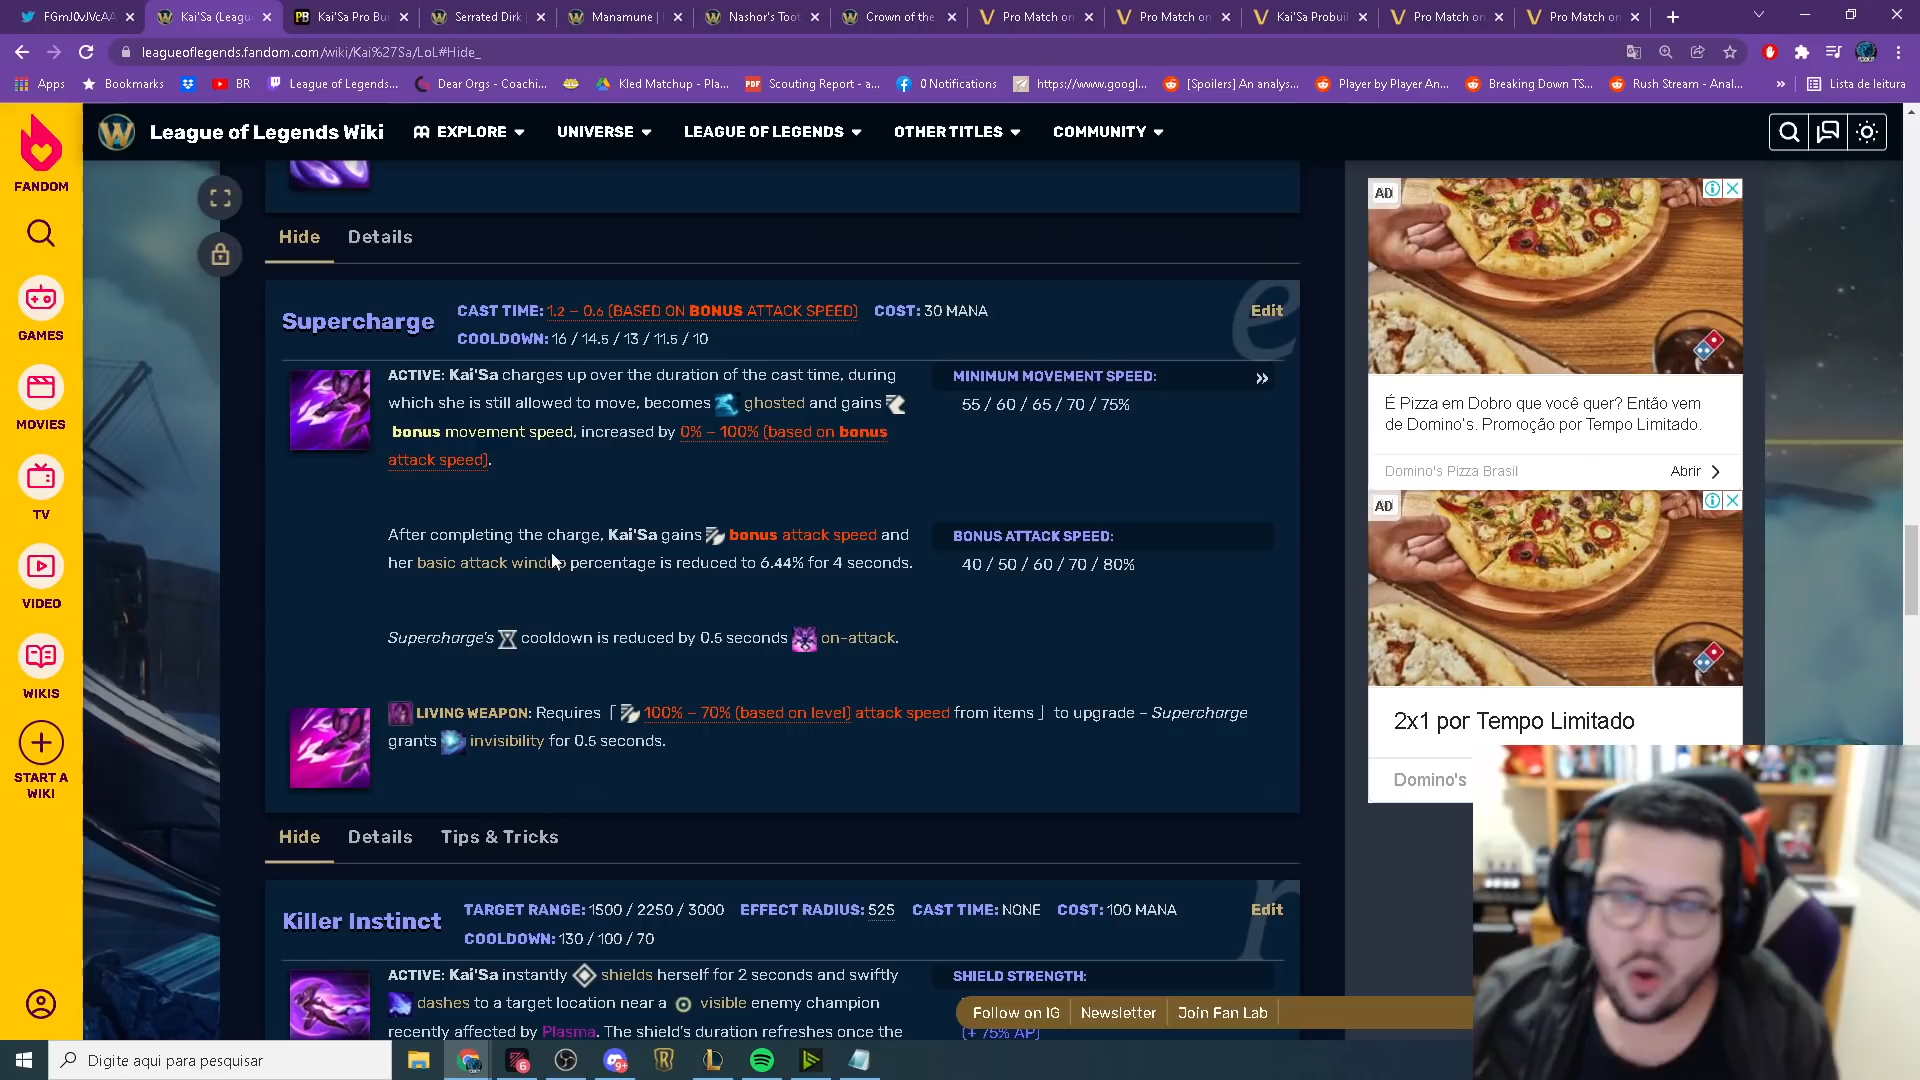 FGmJ0vJVcAA
Kai'Sa (Leagu
Kai'Sa Pro Bui
Serrated Dirk |
Manamune |
Nashor's Toot
Crown of the
Pro Match on
Pro Match on
Kai'Sa Probuil
Pro Match on
Pro Match on
leagueoflegends.fandom.com/wiki/Kai%27Sa/LoL#Hide_
Apps
Bookmarks
BR
League of Legends...
Dear Orgs - Coachi...
Kled Matchup - Pla...
Scouting Report - a...
0 Notifications
https://www.googl...
[Spoilers] An analys...
Player by Player An...
Breaking Down TS...
Rush Stream - Anal...
»
Lista de leitura
FANDOM
GAMES
MOVIES
TV
VIDEO
WIKIS
START A
WIKI
League of Legends Wiki
EXPLORE
UNIVERSE
LEAGUE OF LEGENDS
OTHER TITLES
COMMUNITY
Hide Details
Supercharge
CAST TIME: 1.2 – 0.6 (BASED ON BONUS ATTACK SPEED) COST: 30 MANA
COOLDOWN: 16 / 14.5 / 13 / 11.5 / 10
e
Edit
ACTIVE: Kai'Sa charges up over the duration of the cast time, during
which she is still allowed to move, becomes ghosted and gains
bonus movement speed, increased by 0% – 100% (based on bonus
attack speed).
MINIMUM MOVEMENT SPEED:
»
55 / 60 / 65 / 70 / 75%
After completing the charge, Kai'Sa gains bonus attack speed and
her basic attack windup percentage is reduced to 6.44% for 4 seconds.
BONUS ATTACK SPEED:
40 / 50 / 60 / 70 / 80%
Supercharge's cooldown is reduced by 0.5 seconds on-attack.
LIVING WEAPON: Requires「 100% – 70% (based on level) attack speed from items」 to upgrade – Supercharge
grants invisibility for 0.5 seconds.
Hide Details Tips & Tricks
Killer Instinct
TARGET RANGE: 1500 / 2250 / 3000 EFFECT RADIUS: 525 CAST TIME: NONE COST: 100 MANA
COOLDOWN: 130 / 100 / 70
r
Edit
ACTIVE: Kai'Sa instantly shields herself for 2 seconds and swiftly
dashes to a target location near a visible enemy champion
recently affected by Plasma. The shield's duration refreshes once the
SHIELD STRENGTH:
(+ 75% AP)
Follow on IG
Newsletter
Join Fan Lab
AD
É Pizza em Dobro que você quer? Então vem
de Domino's. Promoção por Tempo Limitado.
Domino's Pizza Brasil
Abrir
AD
2x1 por Tempo Limitado
Domino's
Digite aqui para pesquisar
6
9+